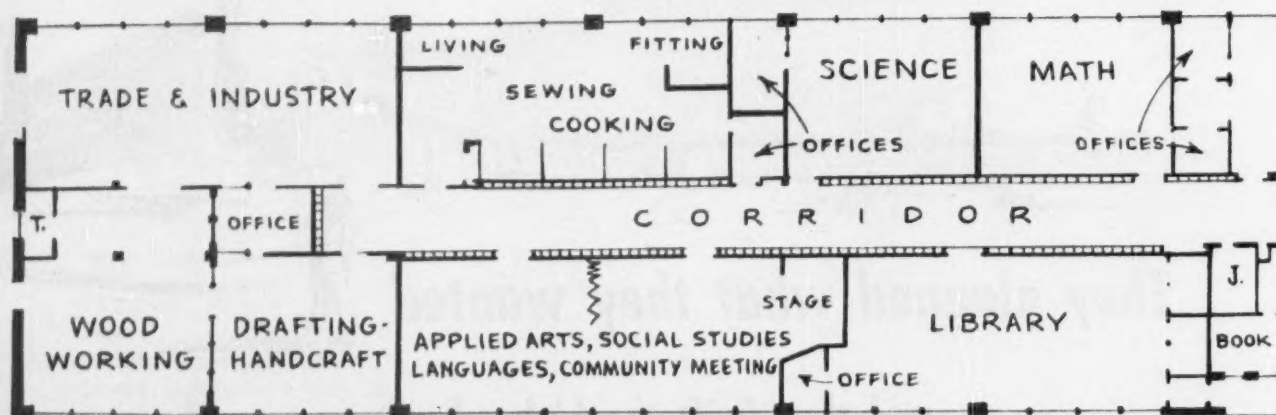 LIVING
FITTING
TRADE & INDUSTRY
SEWING
COOKING
SCIENCE
MATH
OFFICES
OFFICES
T.
OFFICE
CORRIDOR
WOOD
WORKING
DRAFTING-
HANDCRAFT
APPLIED ARTS, SOCIAL STUDIES
LANGUAGES, COMMUNITY MEETING
STAGE
OFFICE
LIBRARY
J.
BOOK